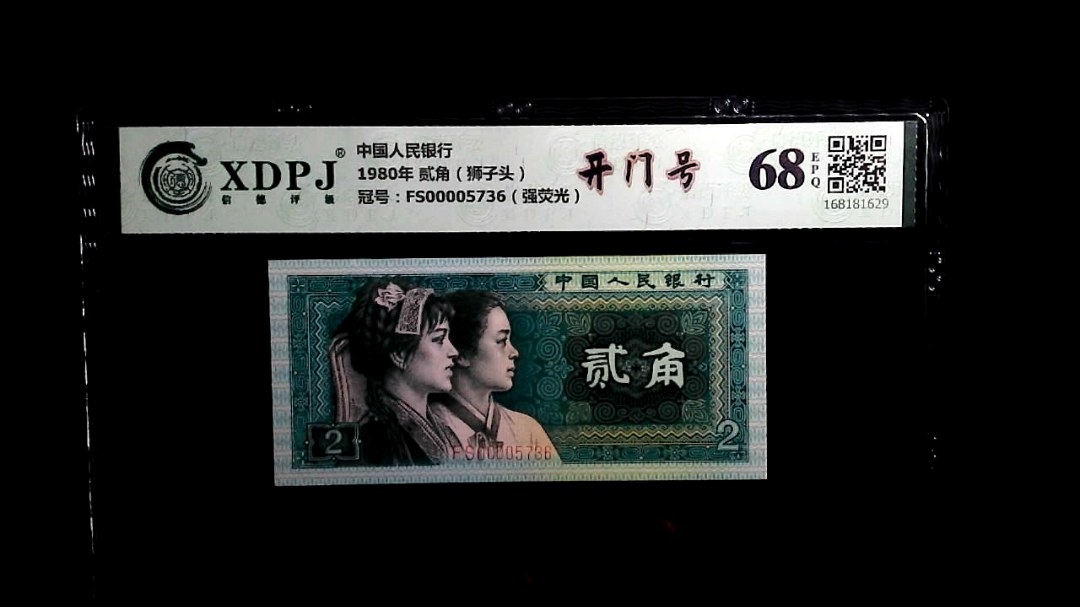 XDPJ®
信德评级
中国人民银行
1980年 贰角（狮子头）
冠号：FS00005736（强荧光）
开门号
68
EPQ
168181629
中国人民银行
贰角
2
2
FS00005736